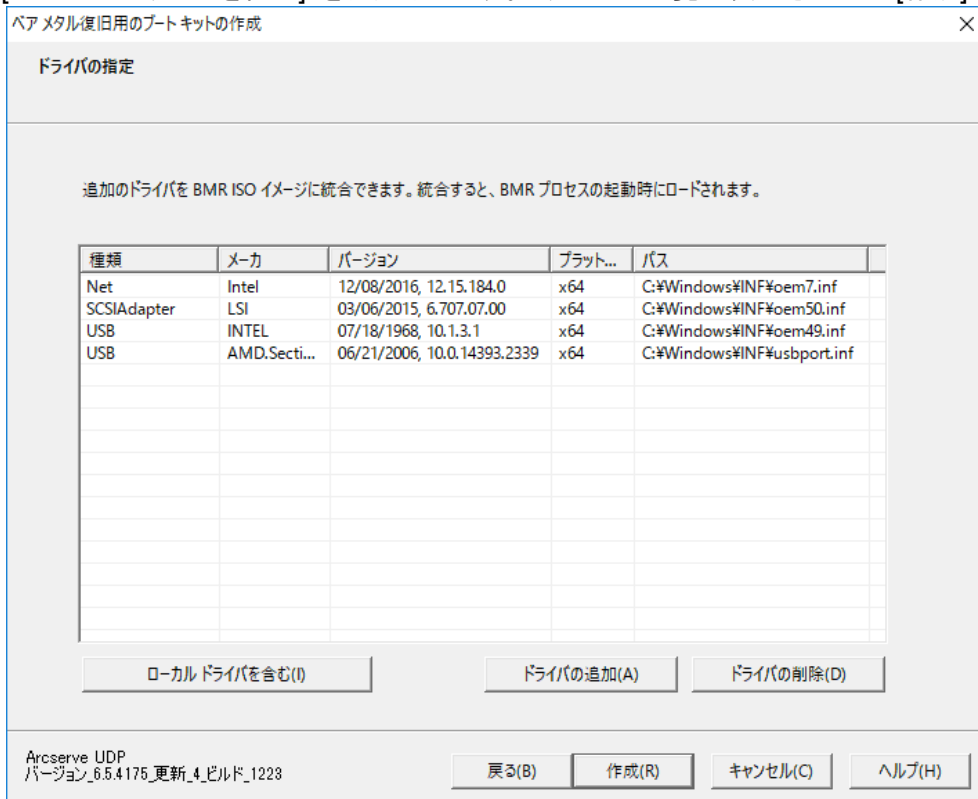 ベア メタル復旧用のブート キットの作成
ドライバの指定
追加のドライバを BMR ISO イメージに統合できます。統合すると、BMR プロセスの起動時にロードされます。
種類 メーカ バージョン プラット... パス
Net Intel 12/08/2016, 12.15.184.0 x64 C:¥Windows¥INF¥oem7.inf
SCSIAdapter LSI 03/06/2015, 6.707.07.00 x64 C:¥Windows¥INF¥oem50.inf
USB INTEL 07/18/1968, 10.1.3.1 x64 C:¥Windows¥INF¥oem49.inf
USB AMD.Secti... 06/21/2006, 10.0.14393.2339 x64 C:¥Windows¥INF¥usbport.inf
ローカル ドライバを含む(I) ドライバの追加(A) ドライバの削除(D)
Arcserve UDP
バージョン_6.5.4175_更新_4_ビルド_1223
戻る(B) 作成(R) キャンセル(C) ヘルプ(H)